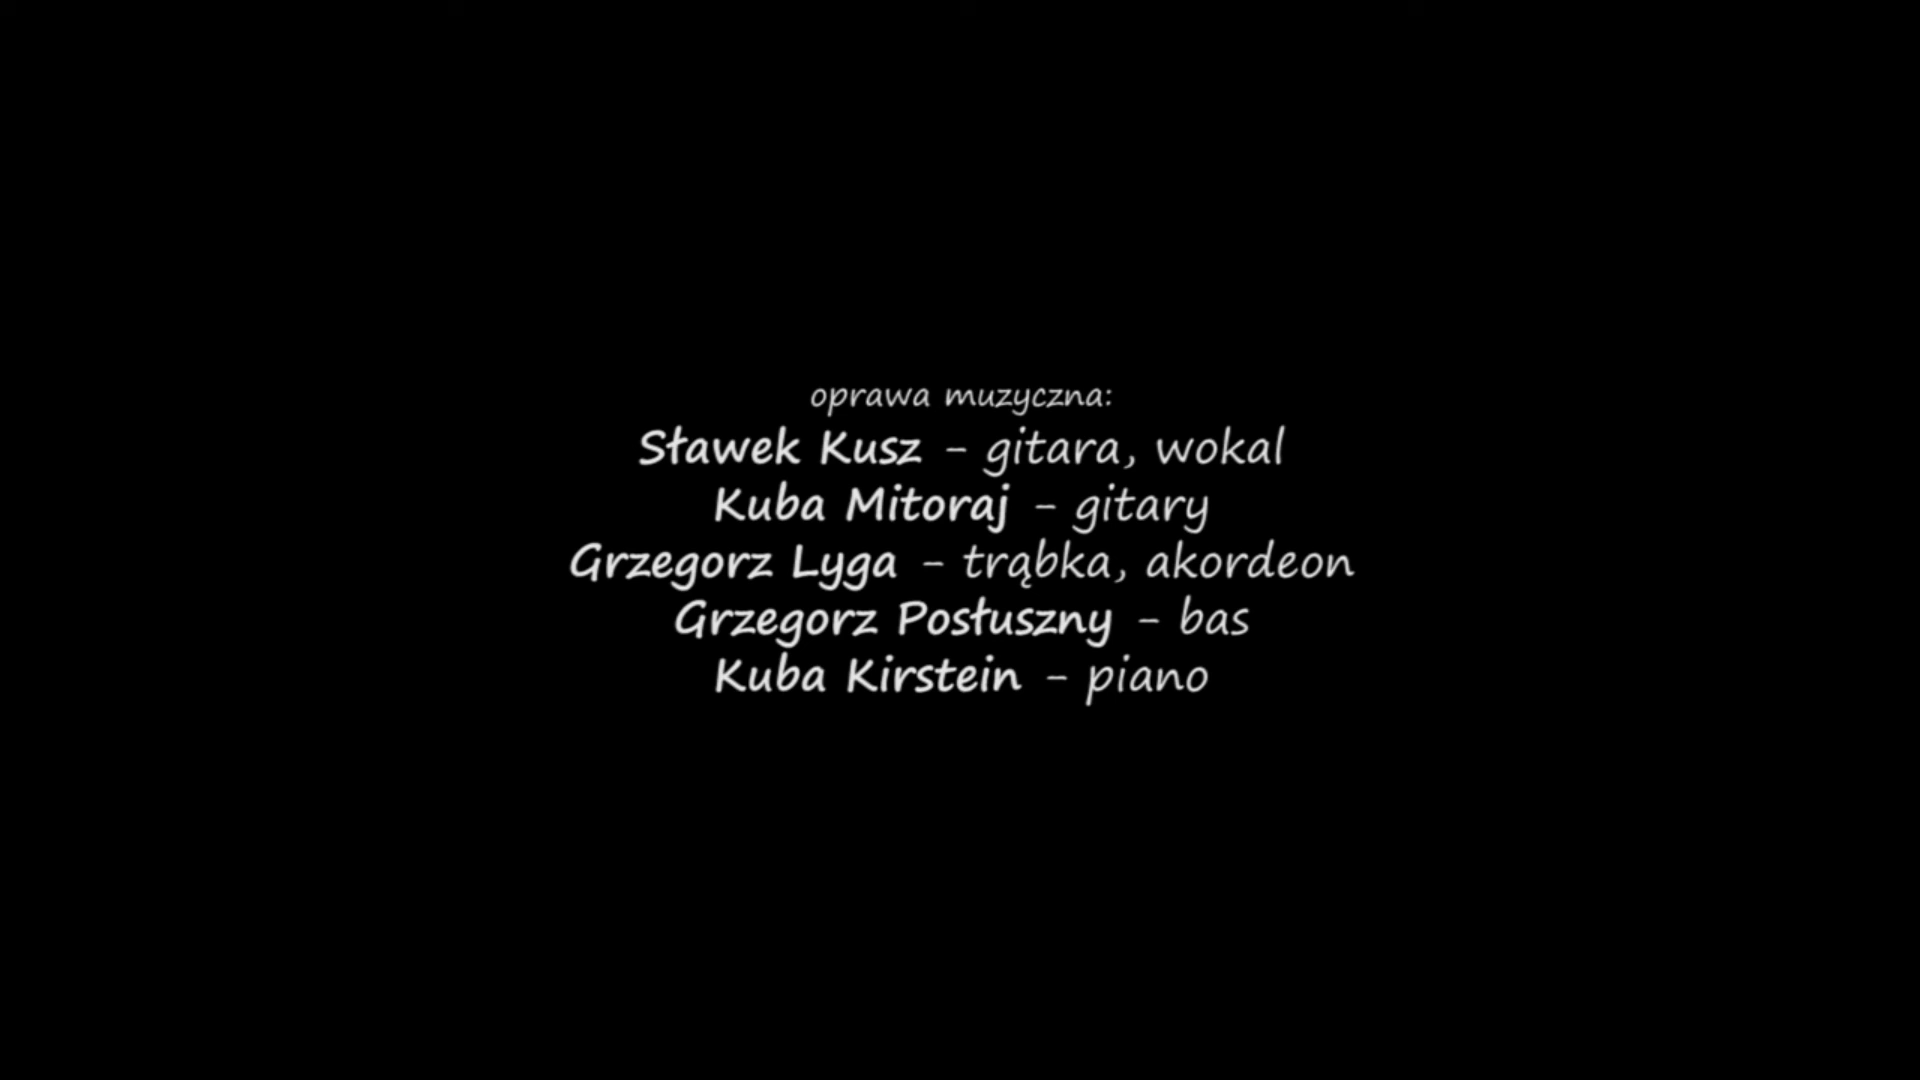 oprawa muzyczna:
Sławek Kusz - gitara, wokal
Kuba Mitoraj - gitary
Grzegorz Lyga - trąbka, akordeon
Grzegorz Posłuszny - bas
Kuba Kirstein - piano